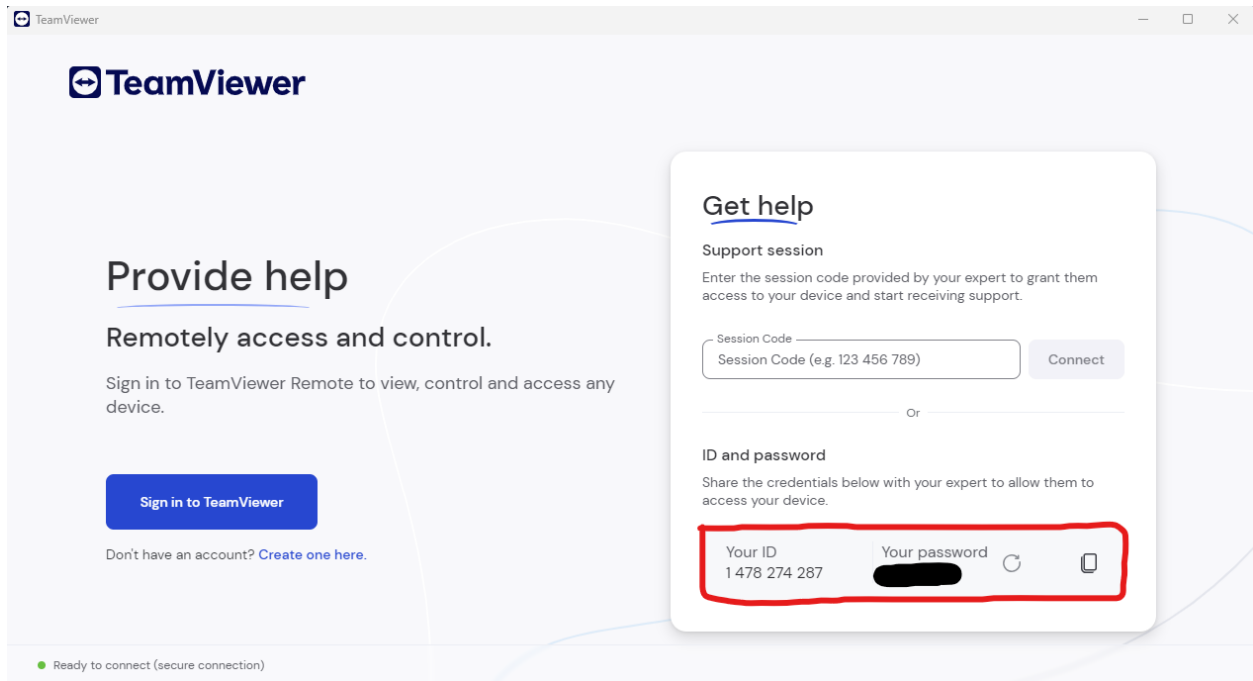 TeamViewer
TeamViewer
Provide help
Remotely access and control.
Sign in to TeamViewer Remote to view, control and access any
device.
Sign in to TeamViewer
Don't have an account? Create one here.
Get help
Support session
Enter the session code provided by your expert to grant them
access to your device and start receiving support.
Session Code
Session Code (e.g. 123 456 789)
Connect
Or
ID and password
Share the credentials below with your expert to allow them to
access your device.
Your ID
1 478 274 287
Your password
Ready to connect (secure connection)